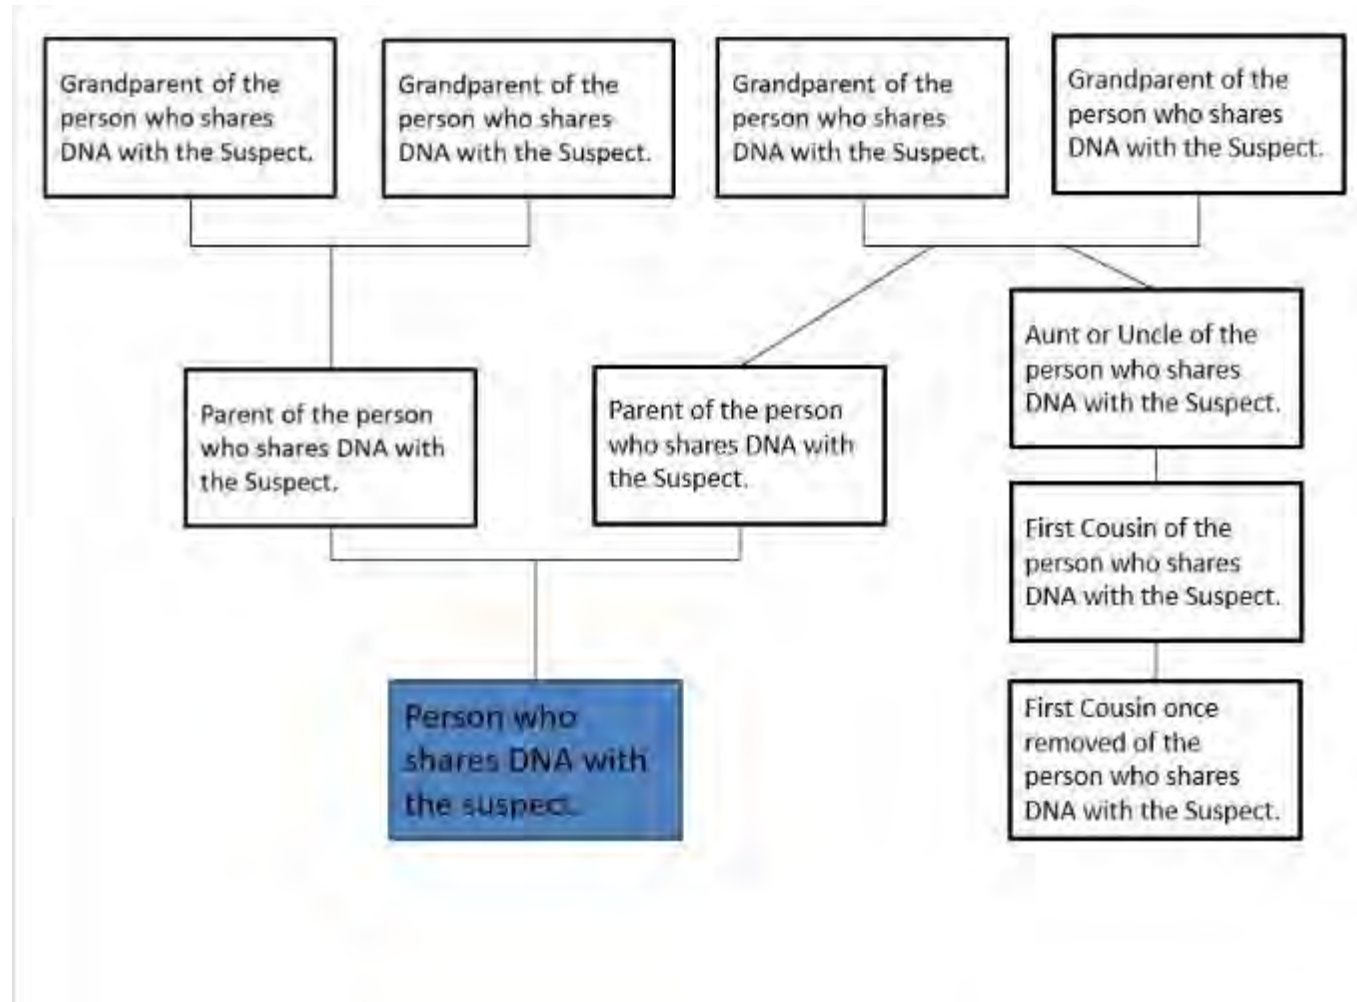 Grandparent of the
person who shares
DNA with the Suspect.
Grandparent of the
person who shares
DNA with the Suspect.
Grandparent of the
person who shares
DNA with the Suspect.
Grandparent of the
person who shares
DNA with the Suspect.
Aunt or Uncle of the
person who shares
DNA with the Suspect.
Parent of the person
who shares DNA with
the Suspect.
Parent of the person
who shares DNA with
the Suspect.
First Cousin of the
person who shares
DNA with the Suspect.
Person who
shares DNA with
the suspect.
First Cousin once
removed of the
person who shares
DNA with the Suspect.